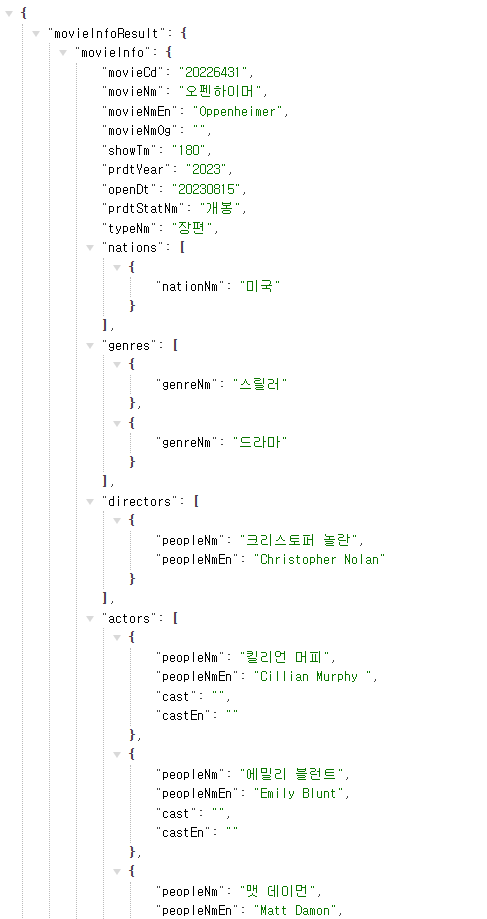 {
"movieInfoResult": {
"movieInfo": {
"movieCd": "20226431",
"movieNm": "오펜하이머",
"movieNmEn": "Oppenheimer",
"movieNmOg": "",
"showTm": "180",
"prdtYear": "2023",
"openDt": "20230815",
"prdtStatNm": "개봉",
"typeNm": "장편",
"nations": [
{
"nationNm": "미국"
}
],
"genres": [
{
"genreNm": "스릴러"
},
{
"genreNm": "드라마"
}
],
"directors": [
{
"peopleNm": "크리스토퍼 놀란",
"peopleNmEn": "Christopher Nolan"
}
],
"actors": [
{
"peopleNm": "킬리언 머피",
"peopleNmEn": "Cillian Murphy ",
"cast": "",
"castEn": ""
},
{
"peopleNm": "에밀리 블런트",
"peopleNmEn": "Emily Blunt",
"cast": "",
"castEn": ""
},
{
"peopleNm": "맷 데이먼",
"peopleNmEn": "Matt Damon",